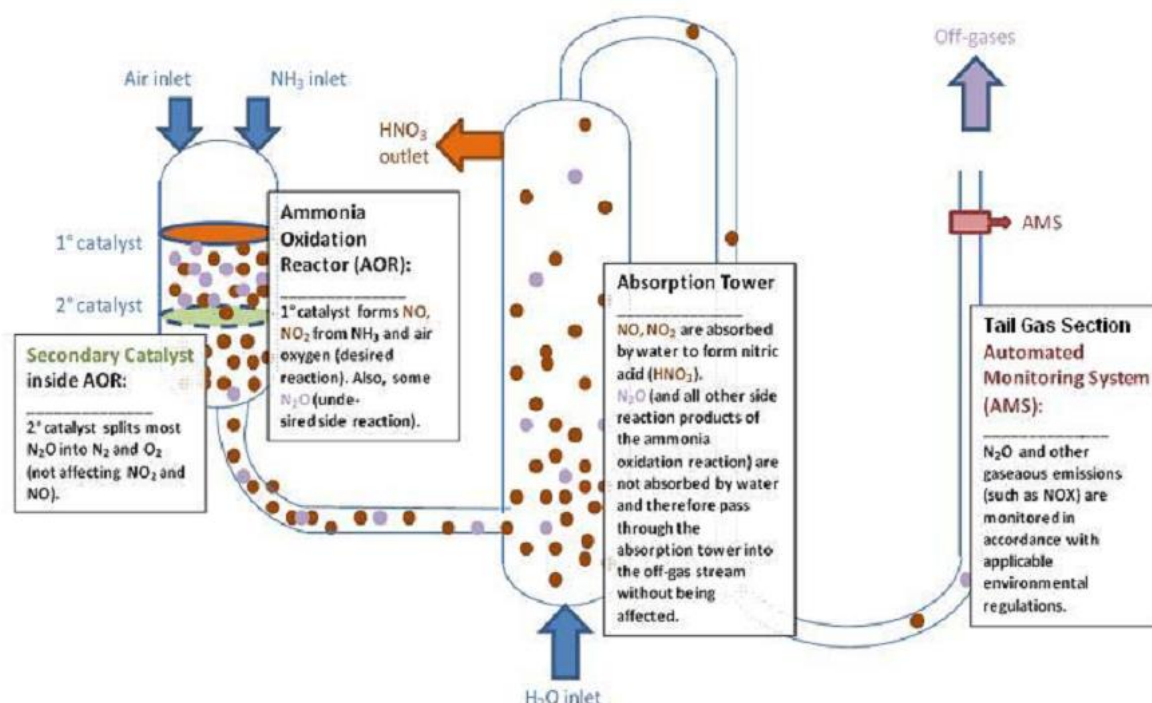 Air inlet
NH₃ inlet
1° catalyst
2° catalyst
Secondary Catalyst
inside AOR:
______________
2° catalyst splits most
N₂O into N₂ and O₂
(not affecting NO₂ and
NO).
Ammonia
Oxidation
Reactor (AOR):
______________
1° catalyst forms NO,
NO₂ from NH₃ and air
oxygen (desired
reaction). Also, some
N₂O (unde-
sired side reaction).
HNO₃
outlet
H₂O inlet
Absorption Tower
______________
NO, NO₂ are absorbed
by water to form nitric
acid (HNO₃).
N₂O (and all other side
reaction products of
the ammonia
oxidation reaction) are
not absorbed by water
and therefore pass
through the
absorption tower into
the off-gas stream
without being
affected.
Off-gases
AMS
Tail Gas Section
Automated
Monitoring System
(AMS):
______________
N₂O and other
gaseaous emissions
(such as NOX) are
monitored in
accordance with
applicable
environmental
regulations.